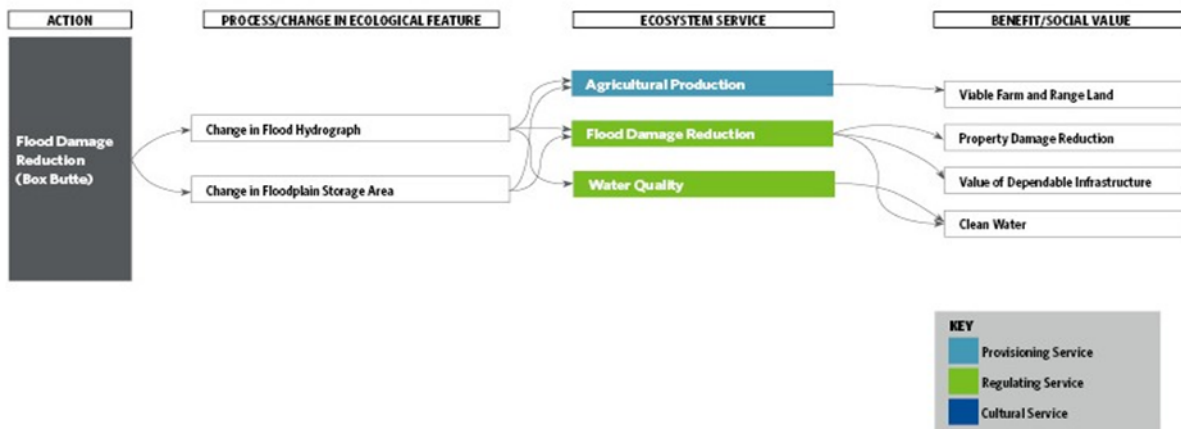 ACTION
PROCESS/CHANGE IN ECOLOGICAL FEATURE
ECOSYSTEM SERVICE
BENEFIT/SOCIAL VALUE
Flood Damage
Reduction
(Box Butte)
Change in Flood Hydrograph
Change in Floodplain Storage Area
Agricultural Production
Flood Damage Reduction
Water Quality
Viable Farm and Range Land
Property Damage Reduction
Value of Dependable Infrastructure
Clean Water
KEY
Provisioning Service
Regulating Service
Cultural Service